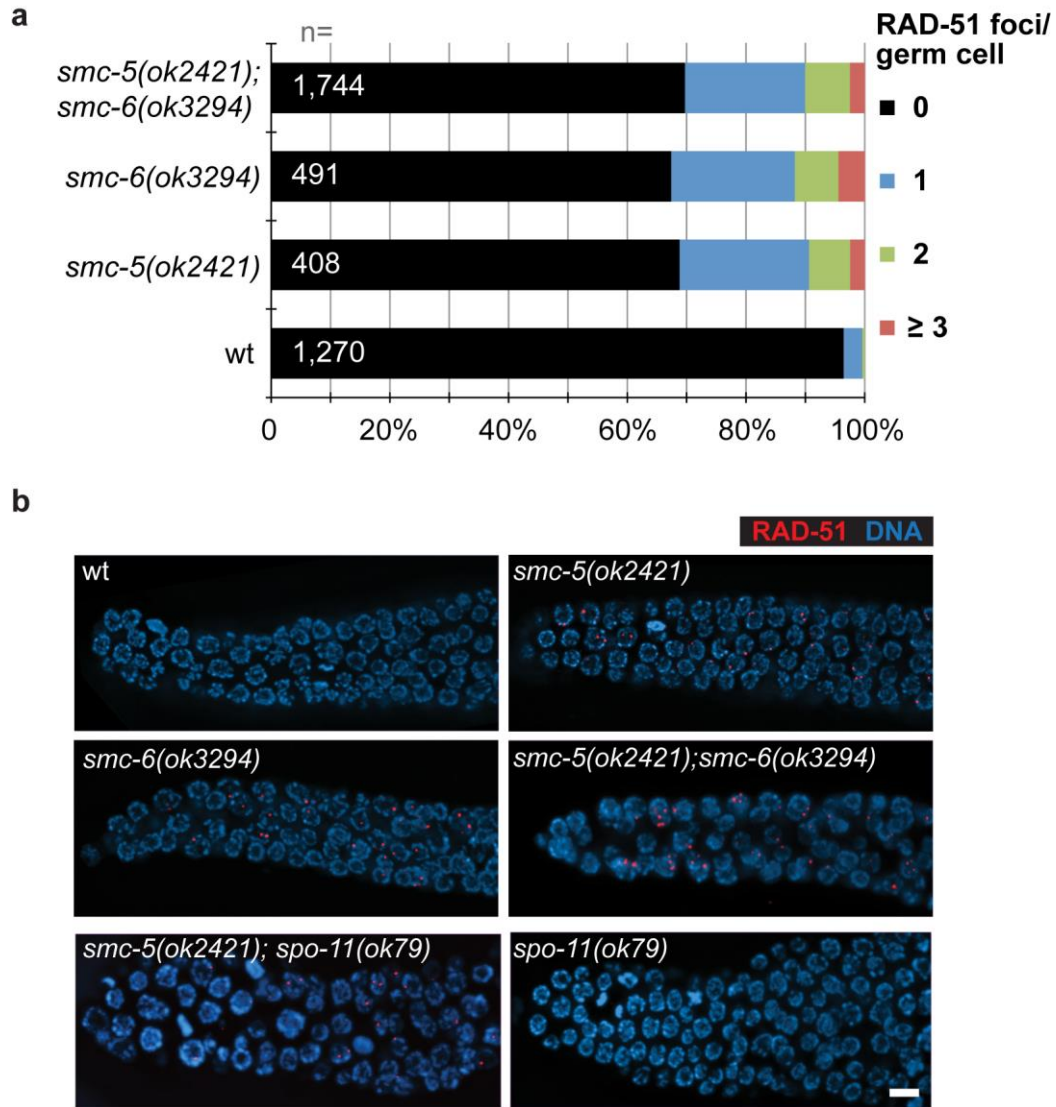 a
n=
RAD-51 foci/
germ cell
smc-5(ok2421);
smc-6(ok3294)
1,744
0
smc-6(ok3294)
491
1
smc-5(ok2421)
408
2
wt
1,270
≥ 3
0 20% 40% 60% 80% 100%
b
RAD-51 DNA
wt
smc-5(ok2421)
smc-6(ok3294)
smc-5(ok2421);smc-6(ok3294)
smc-5(ok2421); spo-11(ok79)
spo-11(ok79)